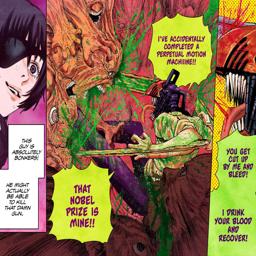 THIS
GUY IS
ABSOLUTELY
BONKERS!
HE MIGHT
ACTUALLY
BE ABLE
TO KILL
THAT DAMN
GUN.
I'VE ACCIDENTALLY
COMPLETED A
PERPETUAL MOTION
MACHIINE!!
THAT
NOBEL
PRIZE IS
MINE!!
YOU GET
CUT UP
BY ME AND
BLEED!
I DRINK
YOUR BLOOD
AND
RECOVER!